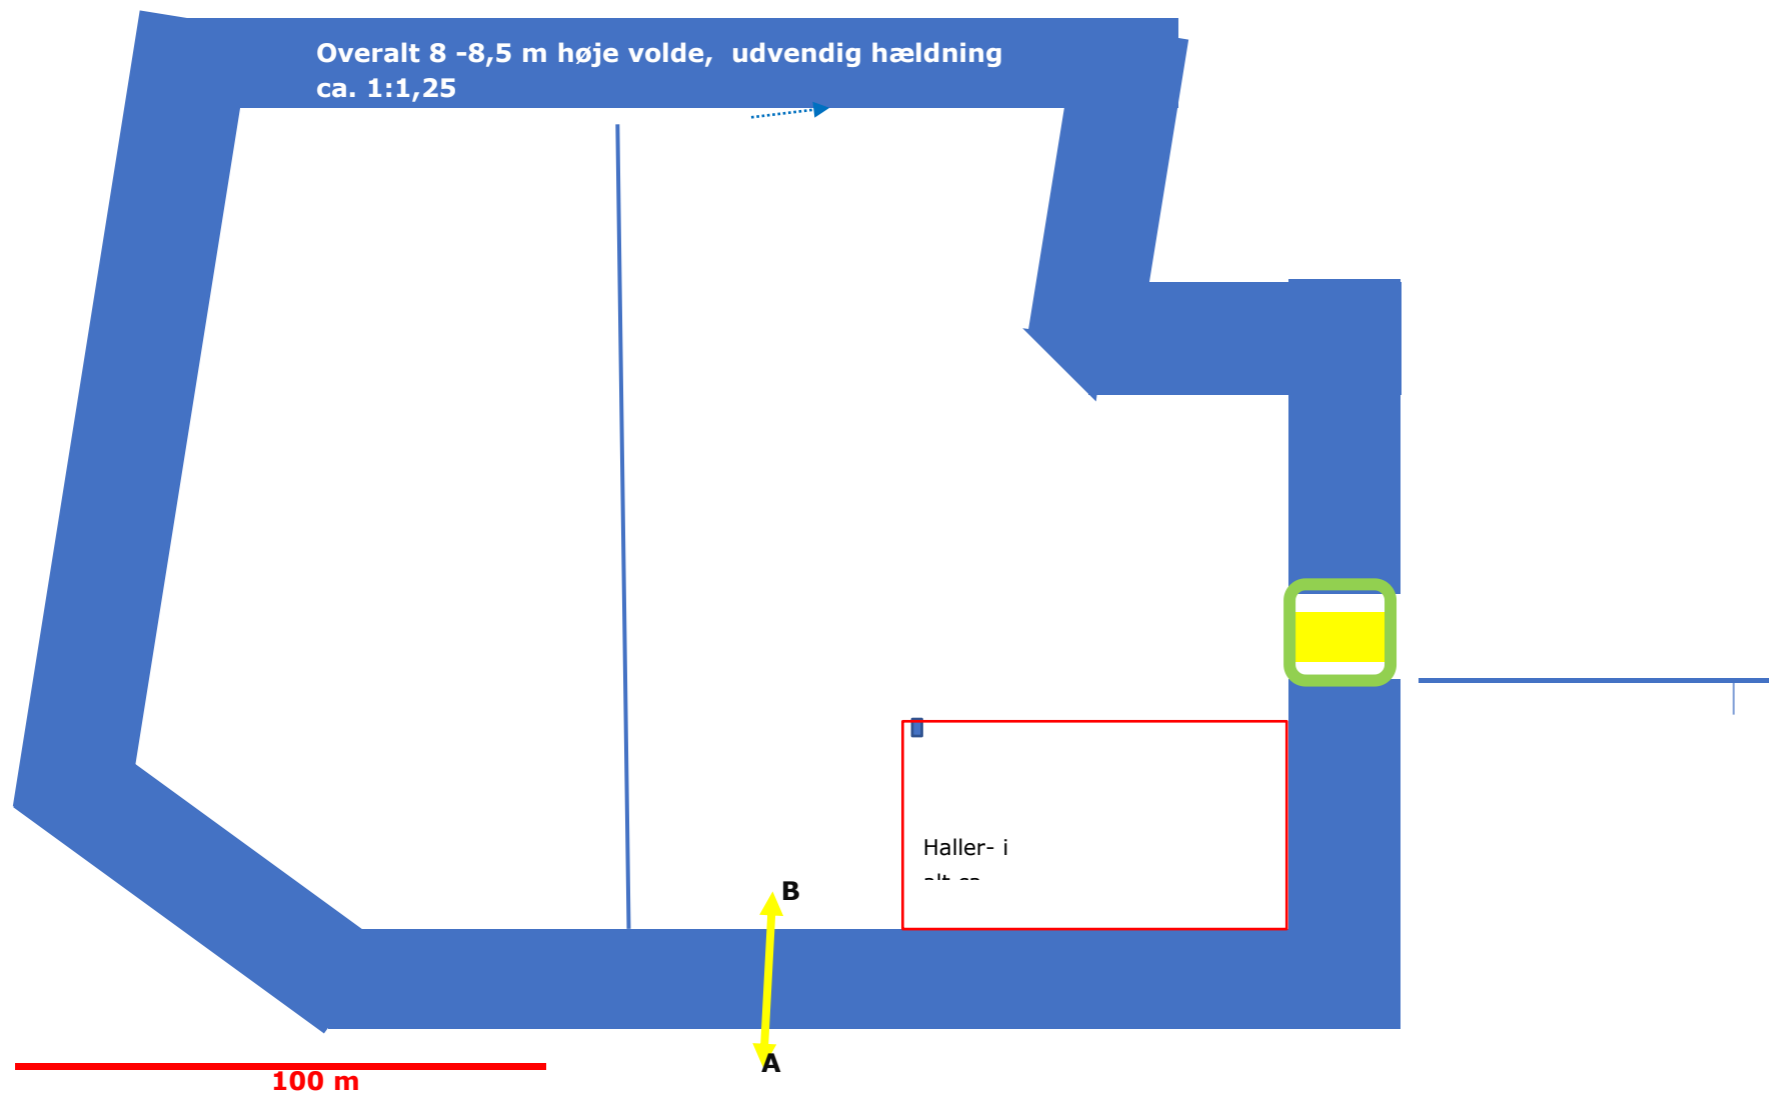 Overalt 8 -8,5 m høje volde,  udvendig hældning
ca. 1:1,25
Haller- i
B
A
100 m